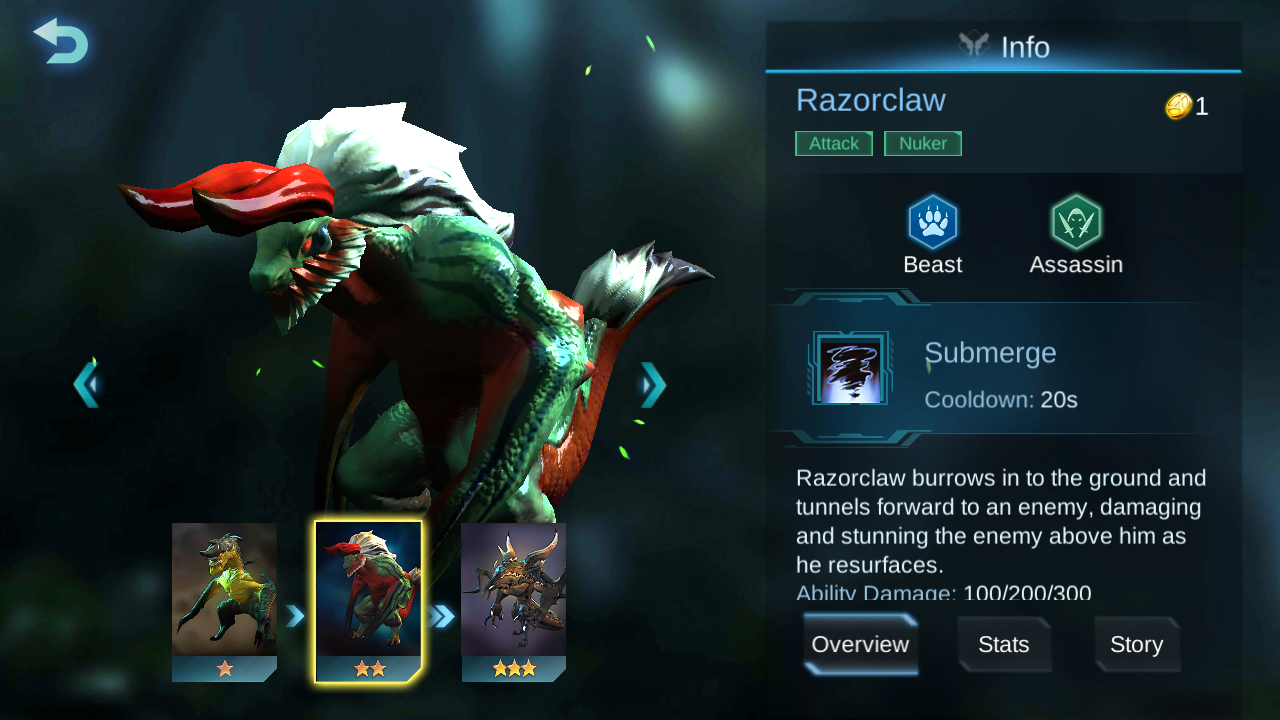 Info
Razorclaw
1
Attack
Nuker
Beast
Assassin
Submerge
Cooldown: 20s
Razorclaw burrows in to the ground and
tunnels forward to an enemy, damaging
and stunning the enemy above him as
he resurfaces.
Ability Damage: 100/200/300
Overview
Stats
Story